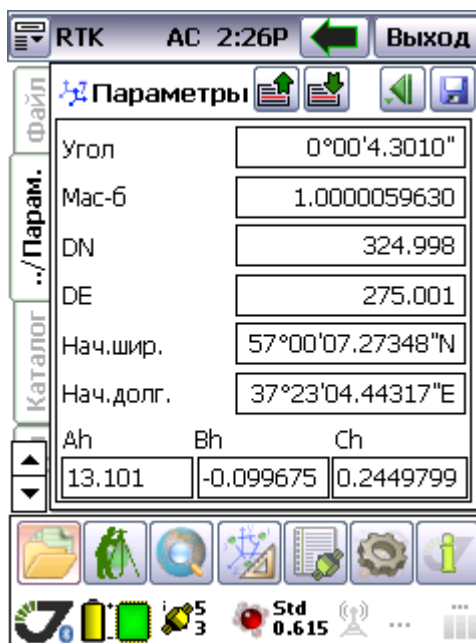 RTK AC 2:26P Выход
Файл
Параметры
../Парам.
Каталог
Угол 0°00'4.3010"
Мас-б 1.0000059630
DN 324.998
DE 275.001
Нач.шир. 57°00'07.27348"N
Нач.долг. 37°23'04.44317"E
Ah Bh Ch
13.101 -0.099675 0.2449799
0 5 3 Std 0.615 ...